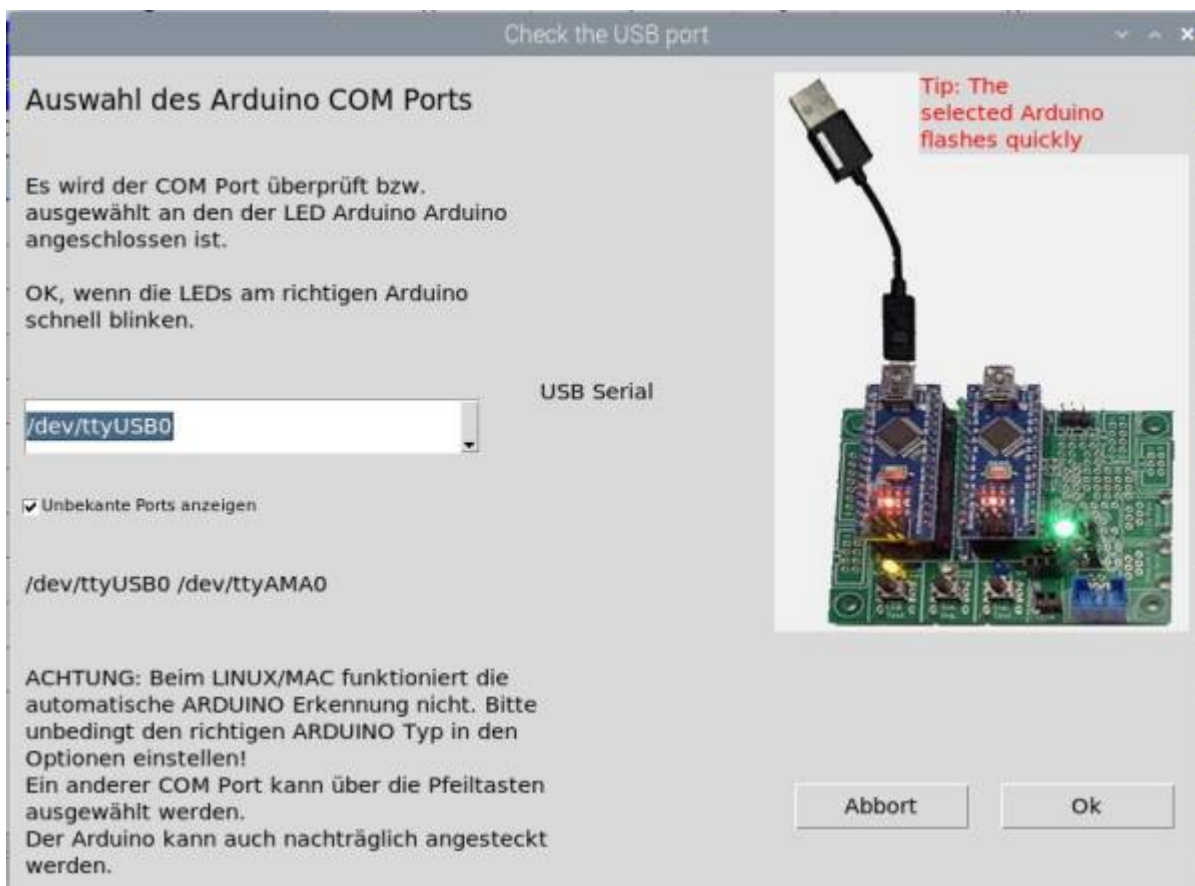 Check the USB port
Auswahl des Arduino COM Ports
Tip: The
selected Arduino
flashes quickly
Es wird der COM Port überprüft bzw.
ausgewählt an den der LED Arduino Arduino
angeschlossen ist.
OK, wenn die LEDs am richtigen Arduino
schnell blinken.
USB Serial
/dev/ttyUSB0
Unbekante Ports anzeigen
/dev/ttyUSB0 /dev/ttyAMA0
ACHTUNG: Beim LINUX/MAC funktioniert die
automatische ARDUINO Erkennung nicht. Bitte
unbedingt den richtigen ARDUINO Typ in den
Optionen einstellen!
Ein anderer COM Port kann über die Pfeiltasten
ausgewählt werden.
Der Arduino kann auch nachträglich angesteckt
werden.
Abbort
Ok